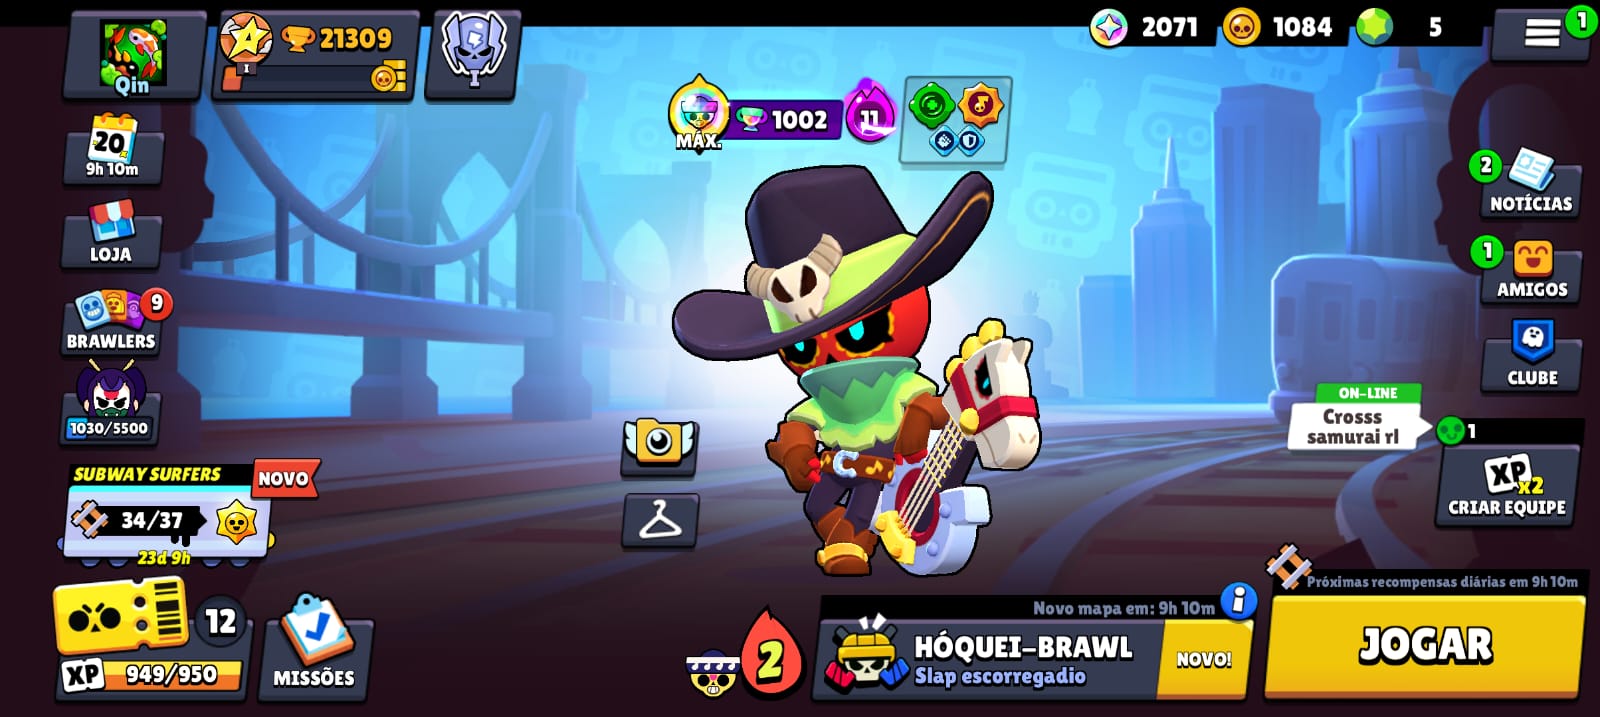 Qin
I
21309
2071
1084
5
1
20
9h 10m
MÁX.
1002
11
2
NOTÍCIAS
LOJA
1
AMIGOS
9
BRAWLERS
CLUBE
1030/5500
ON-LINE
Crosss
samurai rl
1
SUBWAY SURFERS
NOVO
34/37
23d 9h
XP
x2
CRIAR EQUIPE
Próximas recompensas diárias em 9h 10m
12
XP
949/950
MISSÕES
2
Novo mapa em: 9h 10m
i
HÓQUEI-BRAWL
Slap escorregadio
NOVO!
JOGAR